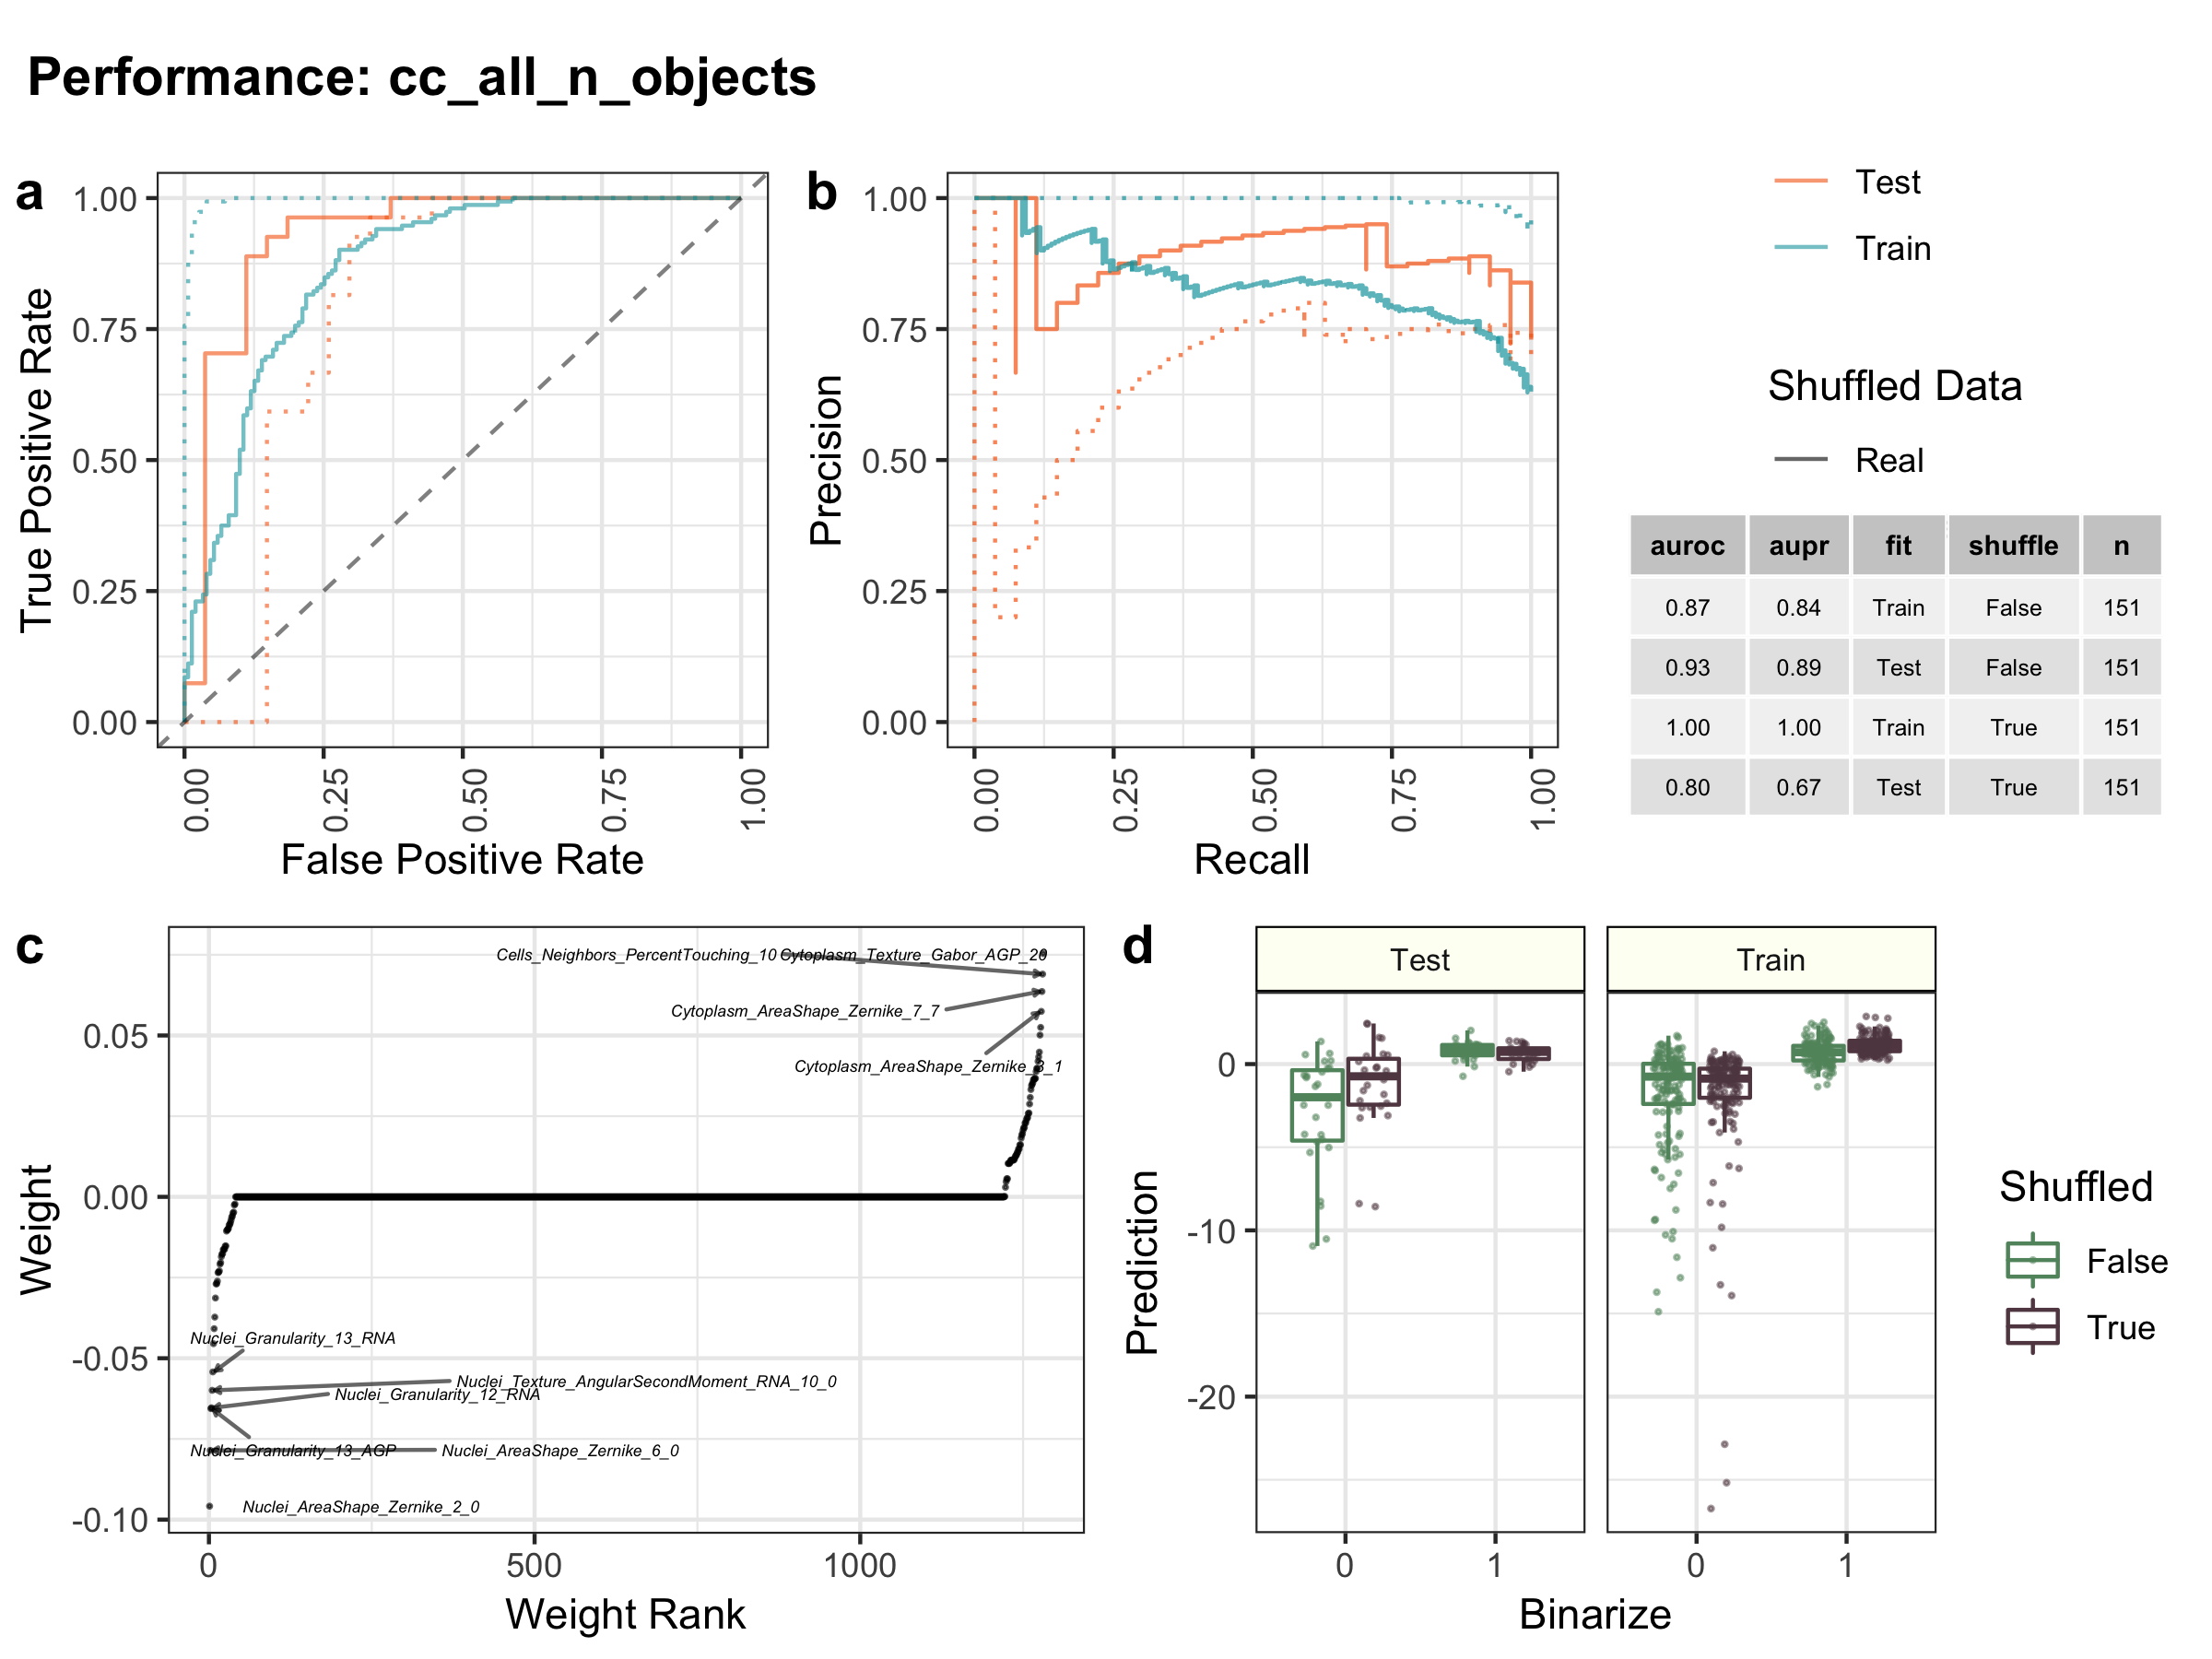 Performance: cc_all_n_objects
a
1.00
0.75
0.50
0.25
0.00
True Positive Rate
0.00
0.25
0.50
0.75
1.00
False Positive Rate
b
1.00
0.75
0.50
0.25
0.00
Precision
0.00
0.25
0.50
0.75
1.00
Recall
Test
Train
Shuffled Data
Real
auroc aupr fit shuffle n
0.87 0.84 Train False 151
0.93 0.89 Test False 151
1.00 1.00 Train True 151
0.80 0.67 Test True 151
c
0.05
0.00
-0.05
-0.10
Weight
Cells_Neighbors_PercentTouching_10
Cytoplasm_Texture_Gabor_AGP_20
Cytoplasm_AreaShape_Zernike_7_7
Cytoplasm_AreaShape_Zernike_3_1
Nuclei_Granularity_13_RNA
Nuclei_Texture_AngularSecondMoment_RNA_10_0
Nuclei_Granularity_12_RNA
Nuclei_Granularity_13_AGP
Nuclei_AreaShape_Zernike_6_0
Nuclei_AreaShape_Zernike_2_0
0
500
1000
Weight Rank
d
Test
Train
0
-10
-20
Prediction
0
1
0
1
Binarize
Shuffled
False
True